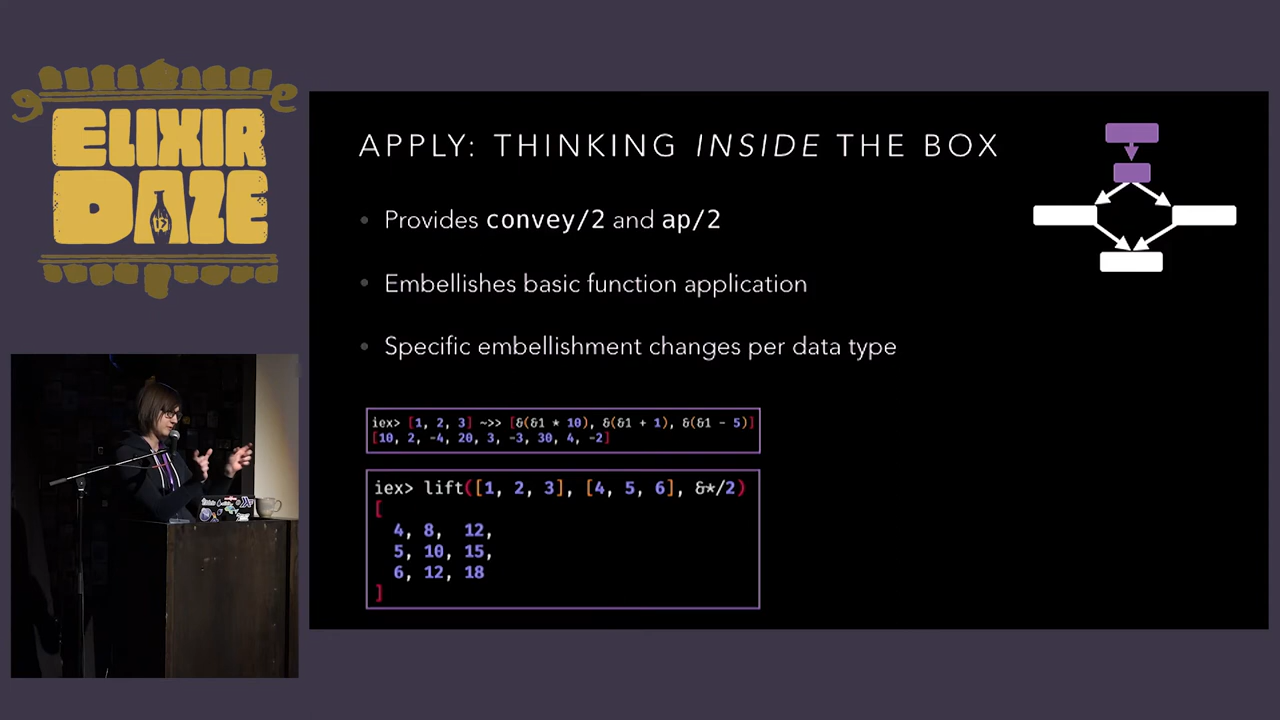 ELIXIR
DAZE
APPLY: THINKING INSIDE THE BOX
• Provides convey/2 and ap/2
• Embellishes basic function application
• Specific embellishment changes per data type
iex> [1, 2, 3] ~>> [&(&1 * 10), &(&1 + 1), &(&1 - 5)]
[10, 2, -4, 20, 3, -3, 30, 4, -2]
iex> lift([1, 2, 3], [4, 5, 6], &*/2)
[
4, 8, 12,
5, 10, 15,
6, 12, 18
]